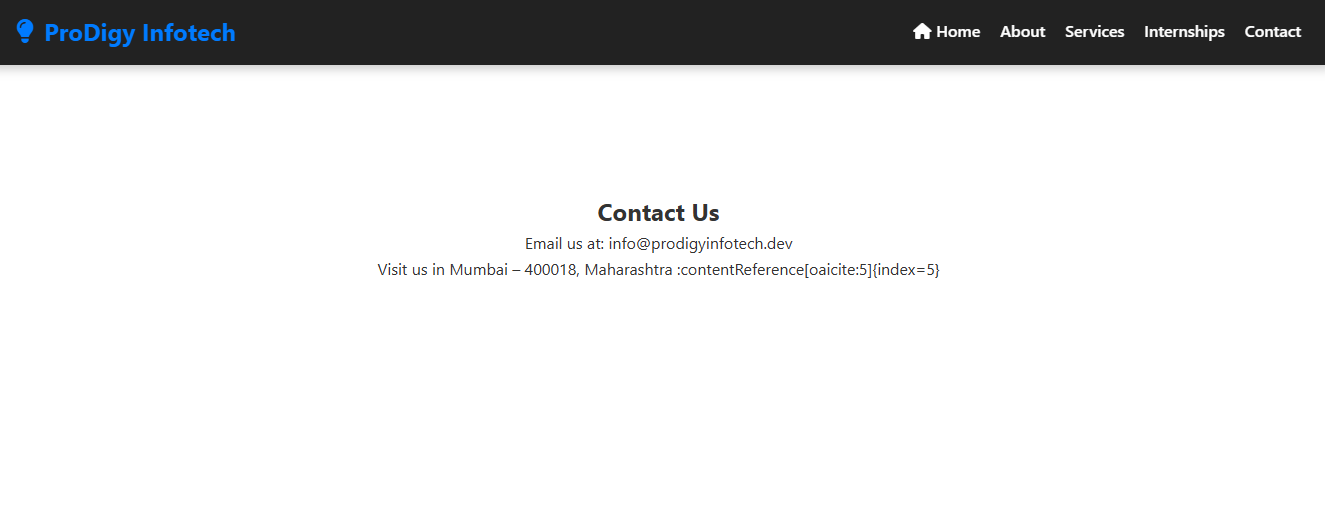 ProDigy Infotech
Home About Services Internships Contact
Contact Us
Email us at: info@prodigyinfotech.dev
Visit us in Mumbai – 400018, Maharashtra :contentReference[oaicite:5]{index=5}